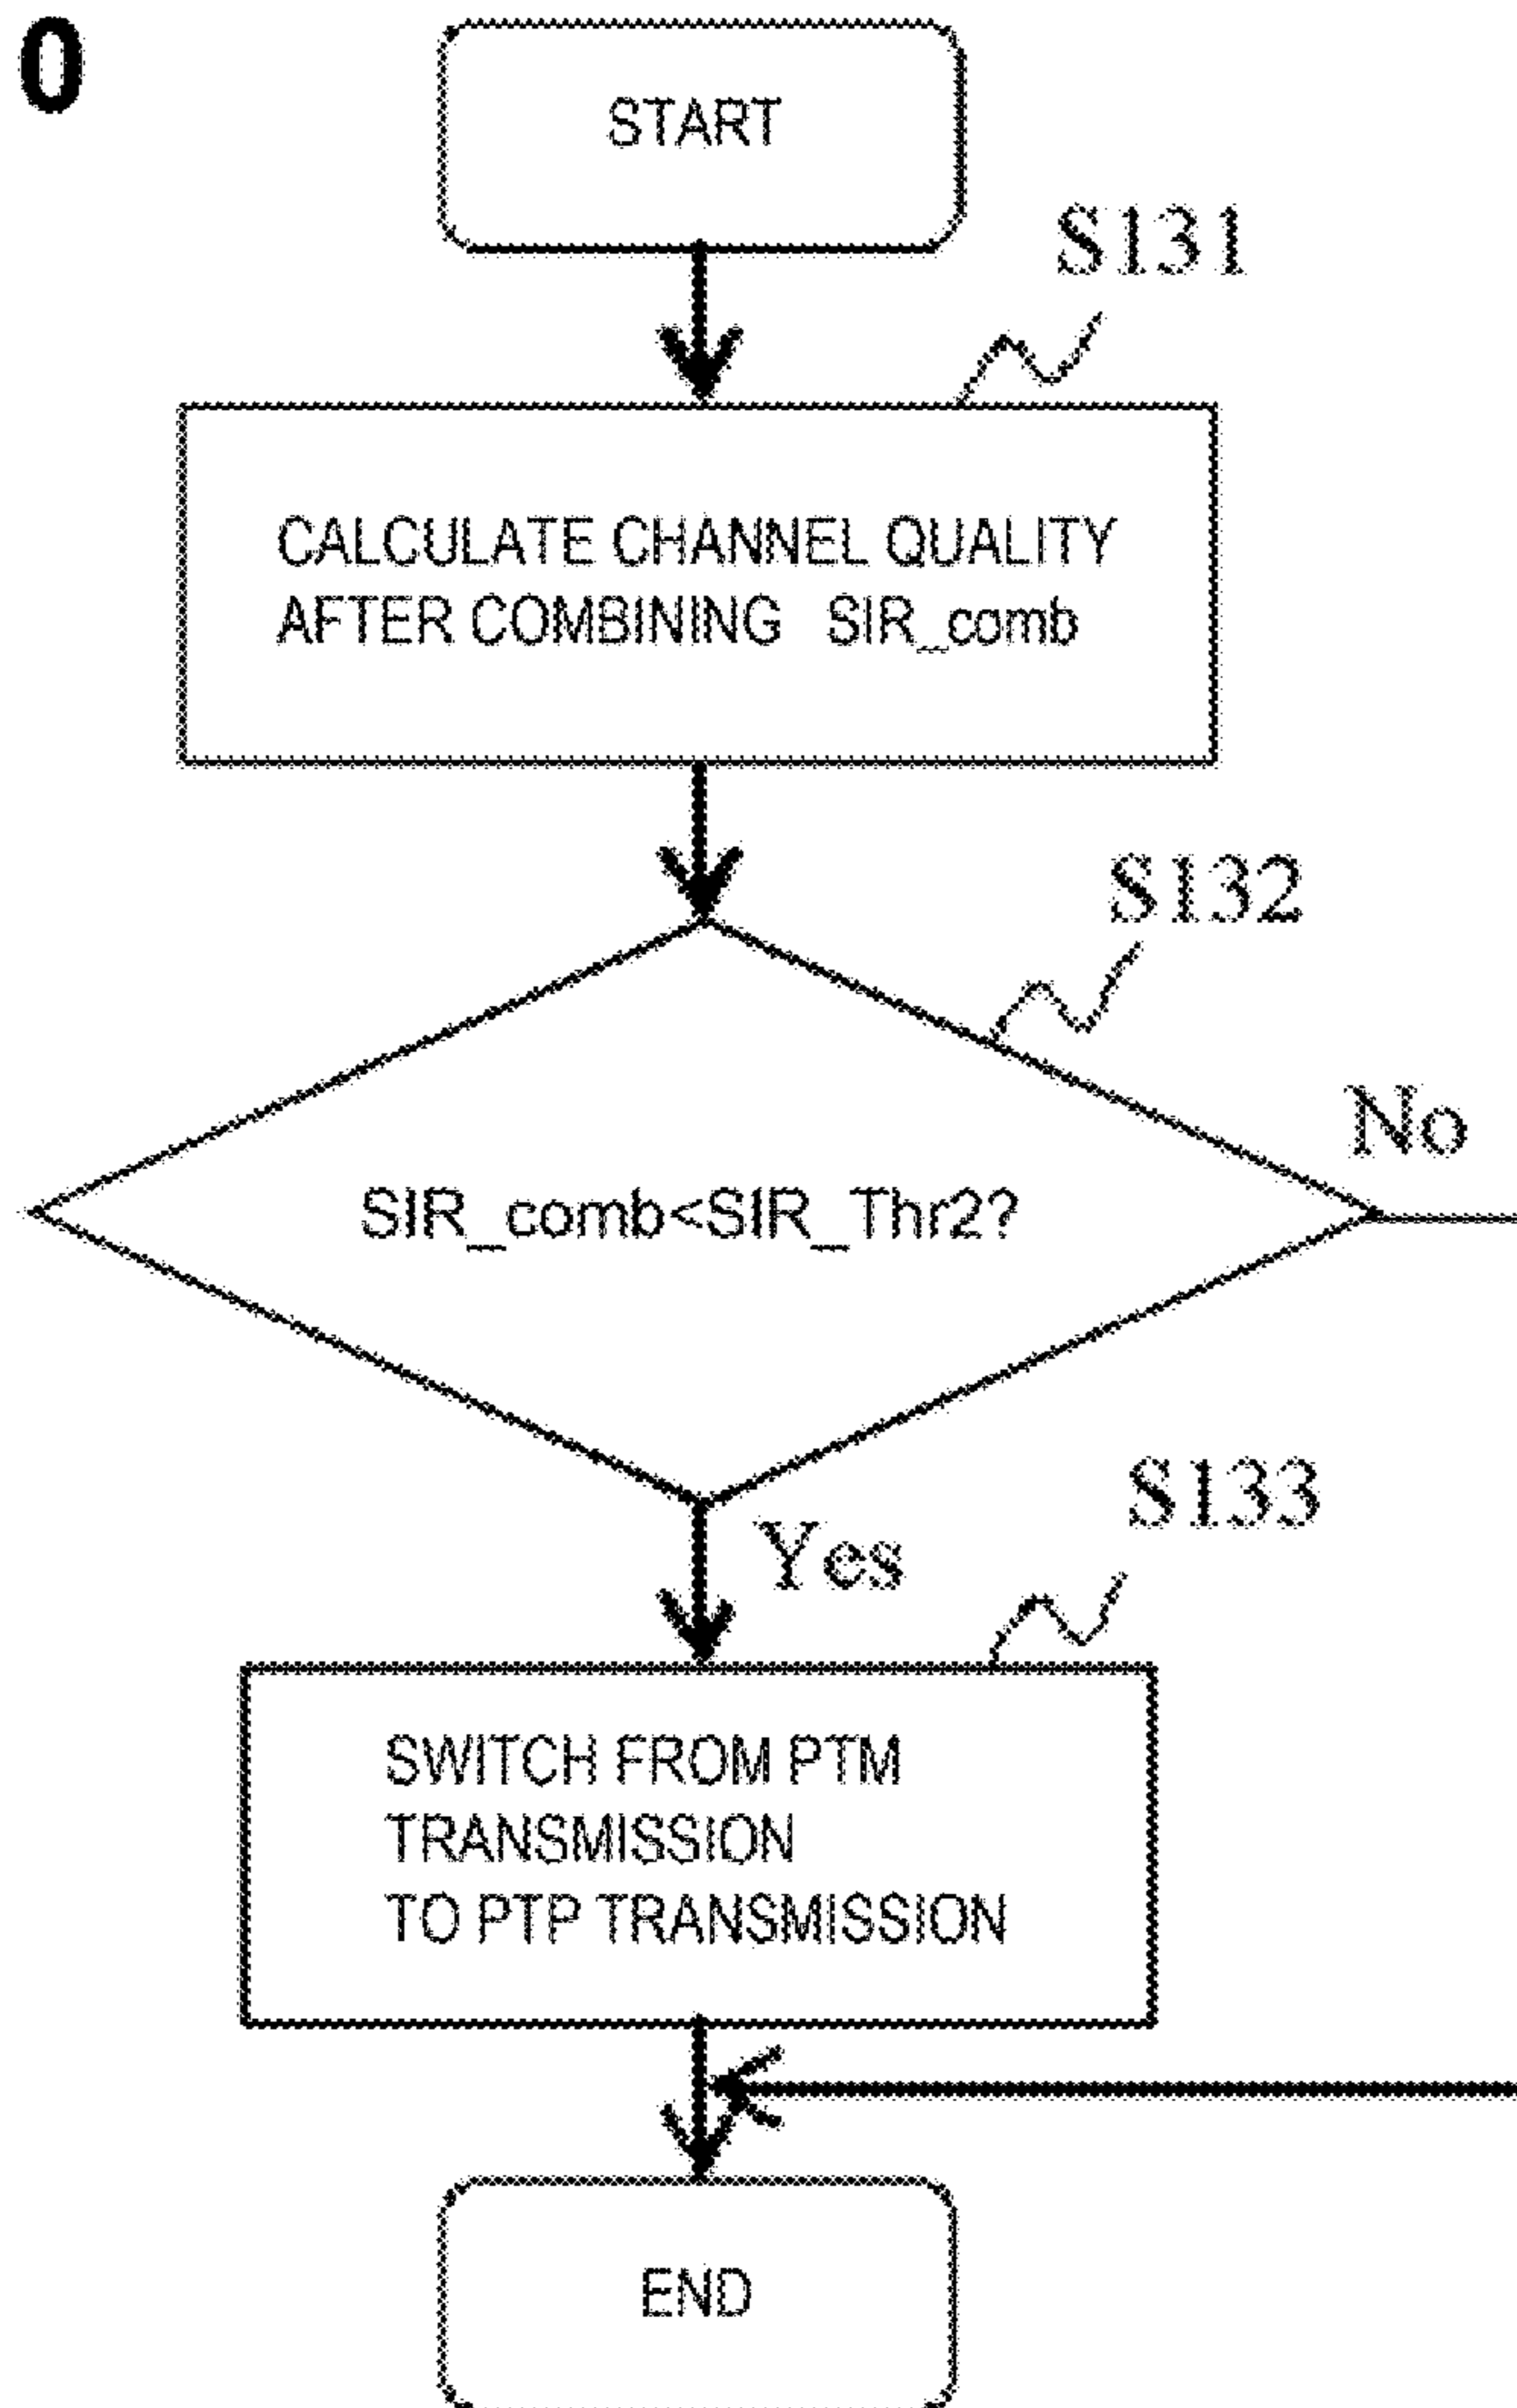 0
START
S131
CALCULATE CHANNEL QUALITY
AFTER COMBINING SIR_comb
S132
No
SIR_comb<SIR_Thr2?
S133
Yes
SWITCH FROM PTM
TRANSMISSION
TO PTP TRANSMISSION
END